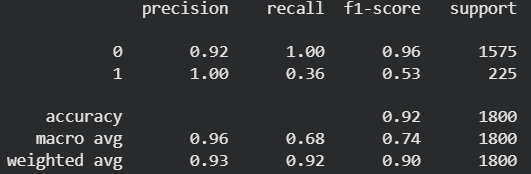 precision recall f1-score support
0 0.92 1.00 0.96 1575
1 1.00 0.36 0.53 225
accuracy 0.92 1800
macro avg 0.96 0.68 0.74 1800
weighted avg 0.93 0.92 0.90 1800